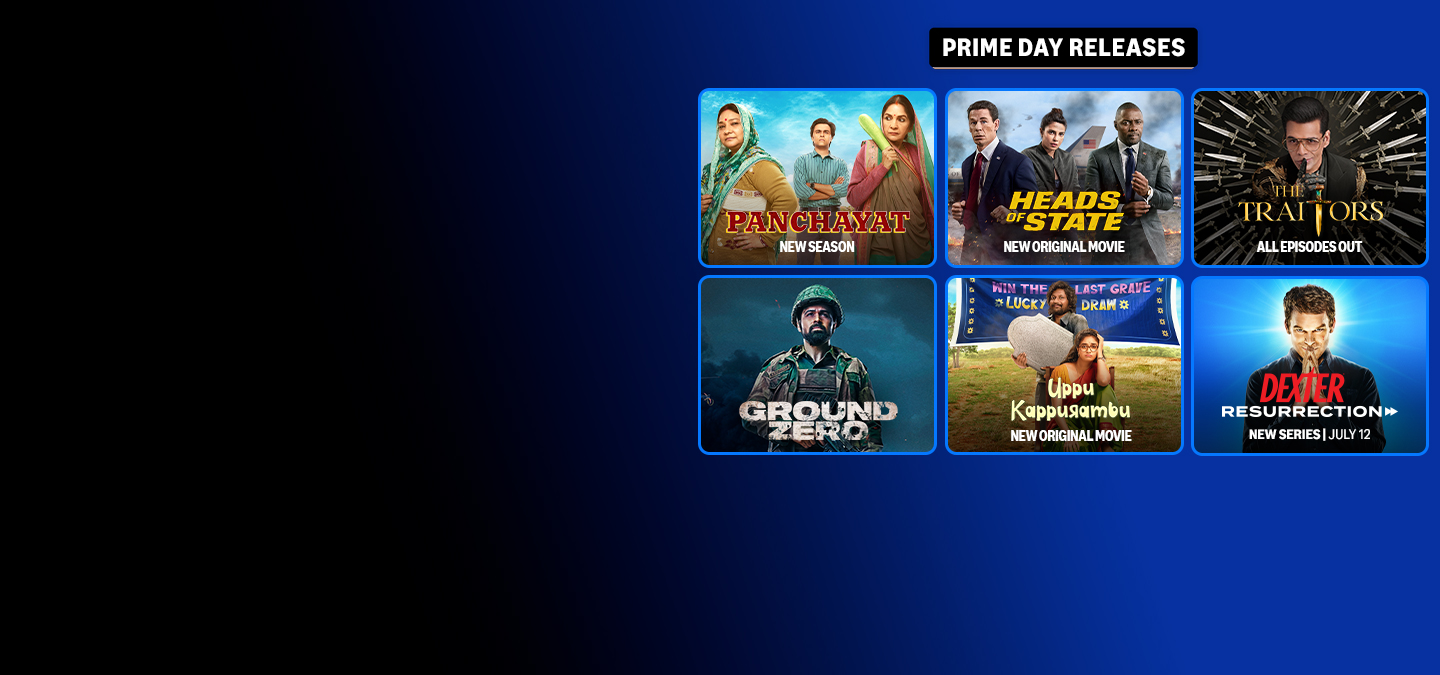 PRIME DAY RELEASES
PANCHAYAT
NEW SEASON
HEADS
OF STATE
NEW ORIGINAL MOVIE
THE
TRAITORS
ALL EPISODES OUT
GROUND
ZERO
WIN THE LAST GRAVE
LUCKY DRAW
Uppu
Kappurambu
NEW ORIGINAL MOVIE
DEXTER
RESURRECTION
NEW SERIES | JULY 12